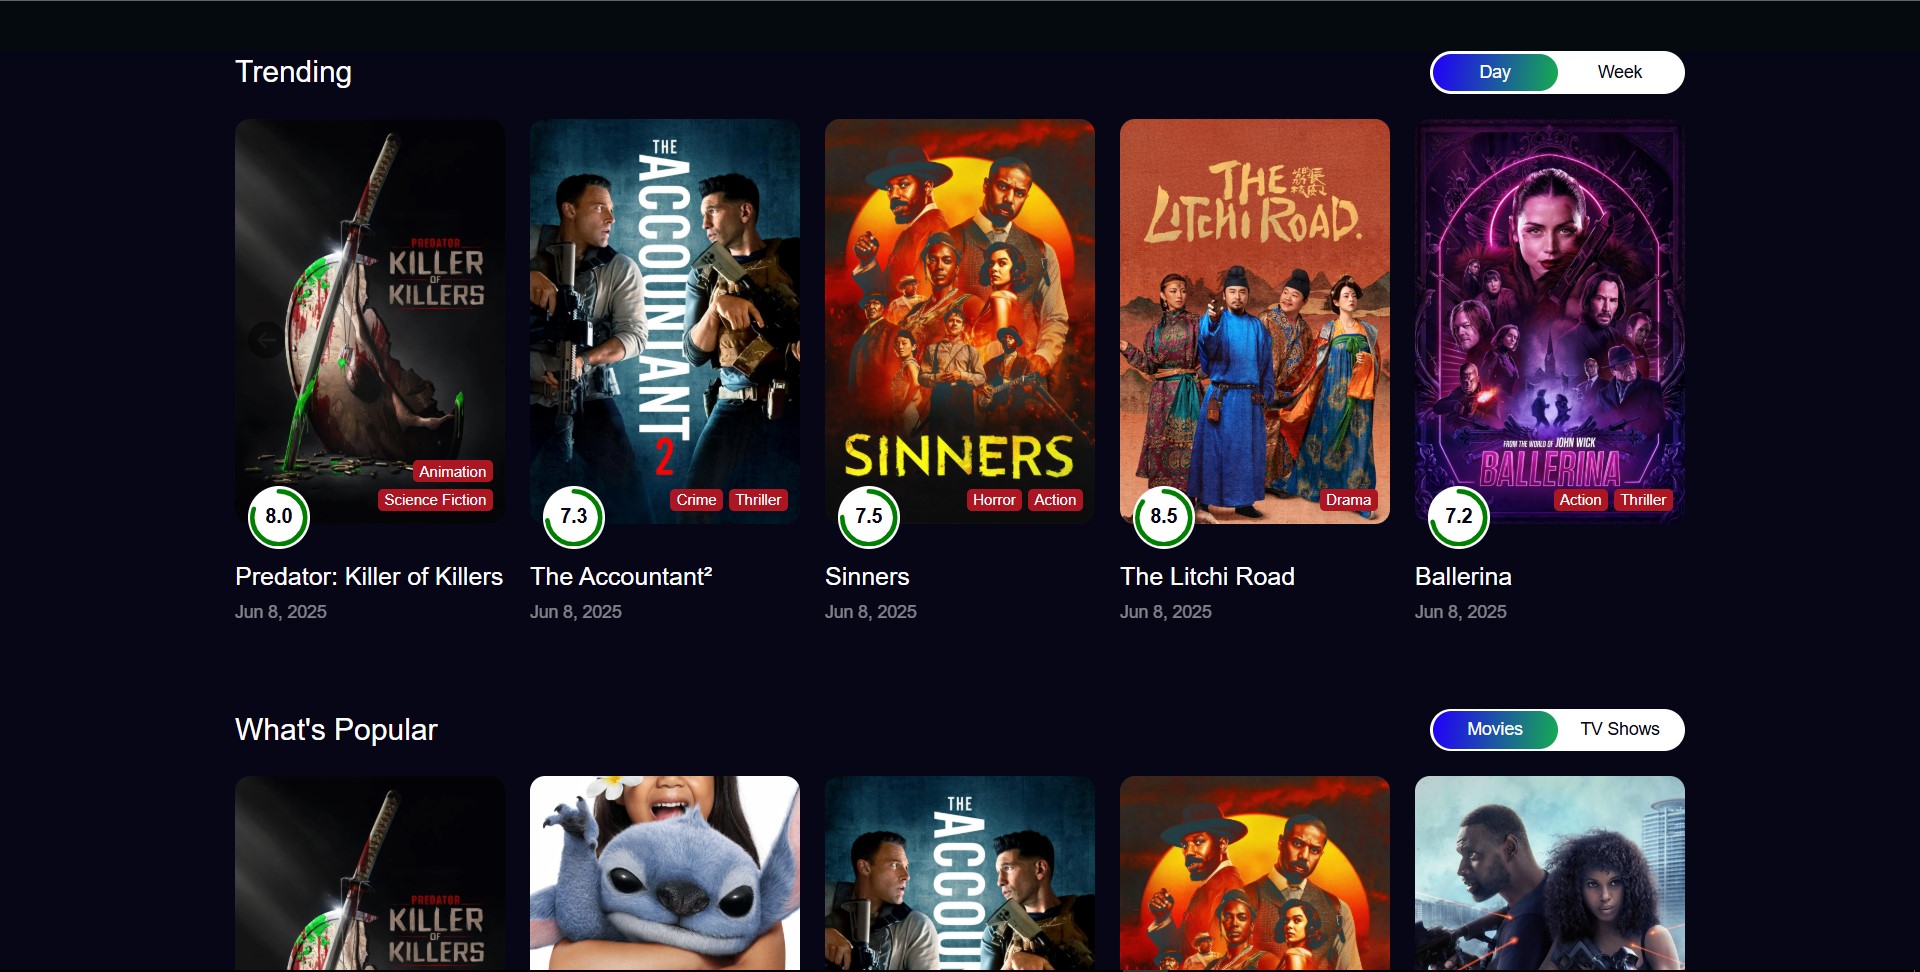 Trending
Day
Week
PREDATOR
KILLER
OF
KILLERS
Animation
Science Fiction
8.0
Predator: Killer of Killers
Jun 8, 2025
THE
ACCOUNTANT
2
Crime
Thriller
7.3
The Accountant²
Jun 8, 2025
SINNERS
Horror
Action
7.5
Sinners
Jun 8, 2025
THE
LITCHI ROAD.
Drama
8.5
The Litchi Road
Jun 8, 2025
FROM THE WORLD OF JOHN WICK
BALLERINA
Action
Thriller
7.2
Ballerina
Jun 8, 2025
What's Popular
Movies
TV Shows
PREDATOR
KILLER
OF
KILLERS
THE
ACCOUN